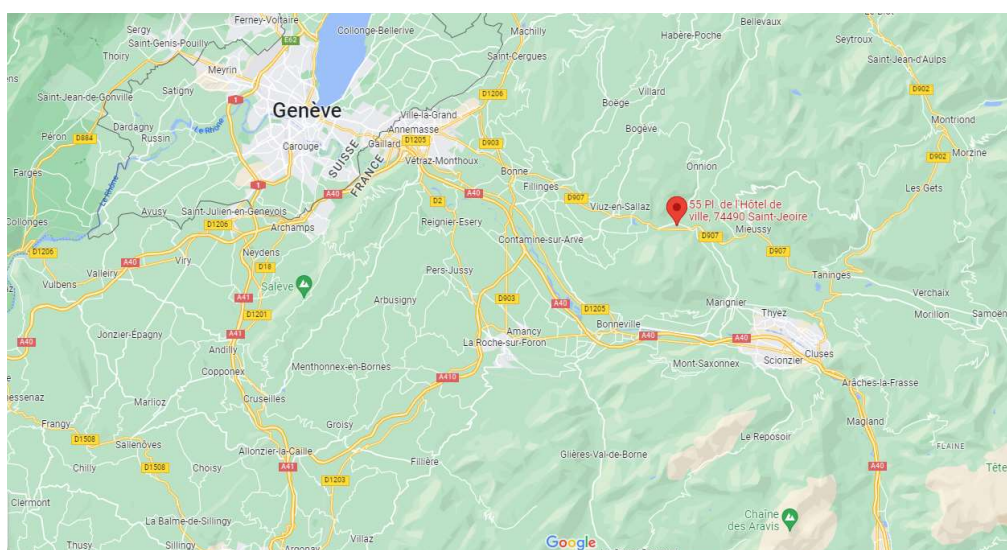 Ferney-Voltaire
Collonge-Bellerive
Machilly
Bellevaux
Sergy
Habère-Poche
Seytroux
Saint-Genis-Pouilly
E62
Saint-Cergues
Saint-Jean-d'Aulps
Thoiry
Meyrin
Villard
D902
Saint-Jean-de-Gonville
Satigny
1
D1206
Boëge
Genève
Ville-la-Grand
Montriond
Dardagny
Le Rhône
Annemasse
Bogève
Péron
D884
Russin
D1205
D903
Carouge
Gaillard
Morzine
D902
SUISSE
FRANCE
Vétraz-Monthoux
Onnion
Farges
Bonne
Le Rhône
1
A40
A40
Fillinges
Les Gets
D2
D907
Viuz-en-Sallaz
55 Pl. de l'Hôtel de
ville, 74490 Saint-Jeoire
Collonges
Avusy
Saint-Julien-en-Genevois
Reignier-Esery
D1206
Archamps
Contamine-sur-Arve
D907
Mieussy
D1206
Neydens
D907
Viry
A40
D18
Pers-Jussy
Valleiry
Taninges
Vulbens
Salève
A41
Arbusigny
D903
Marignier
Verchaix
D1201
D1205
Thyez
Morillon
Samoën
Jonzier-Épagny
A41
Amancy
Bonneville
A40
A40
A40
La Roche-sur-Foron
Andilly
Scionzier
Cluses
Menthonnex-en-Bornes
Mont-Saxonnex
Copponex
A410
Arâches-la-Frasse
essenaz
Marlioz
Cruseilles
Frangy
Groisy
Magland
D1508
Sallenôves
Le Reposoir
Allonzier-la-Caille
FLAINE
Chilly
D1508
Choisy
A41
Fillière
Glières-Val-de-Borne
A40
Tête
D1203
Clermont
Chaîne
des Aravis
La Balme-de-Sillingy
Villaz
Thusy
Sillingy
Argonay
Google